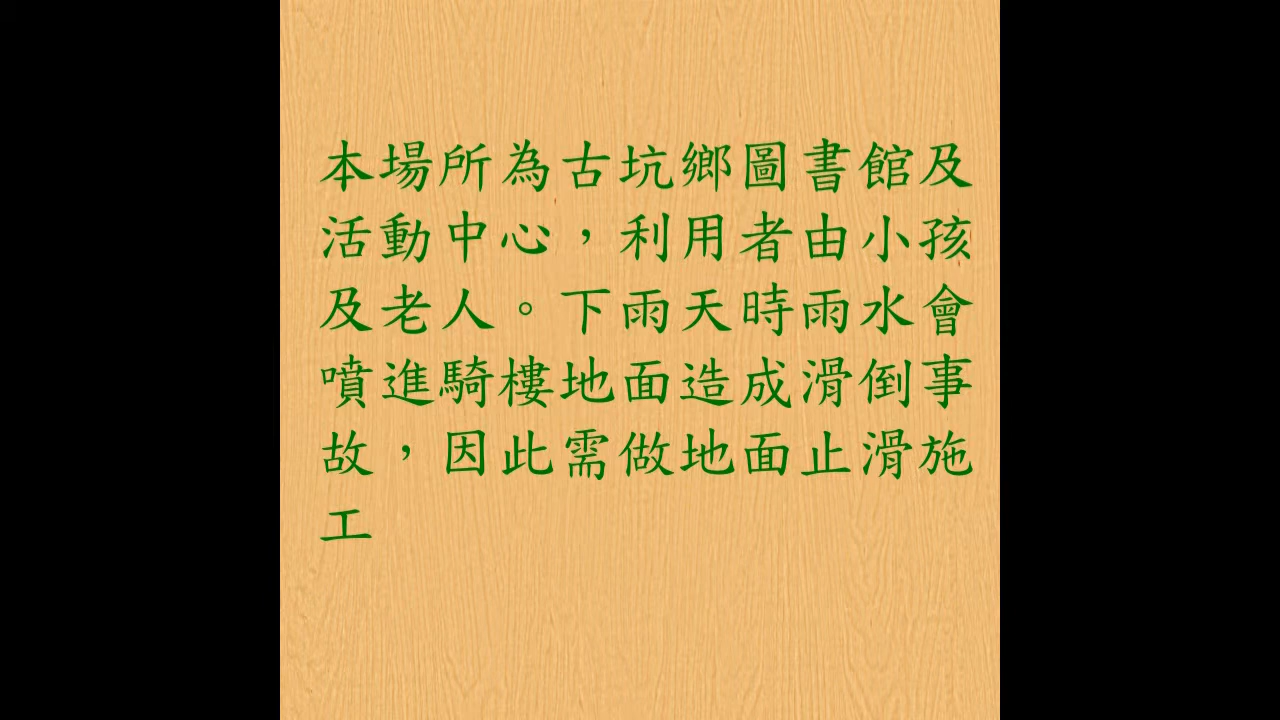 本場所為古坑鄉圖書館及
活動中心，利用者由小孩
及老人。下雨天時雨水會
噴進騎樓地面造成滑倒事
故，因此需做地面止滑施
工